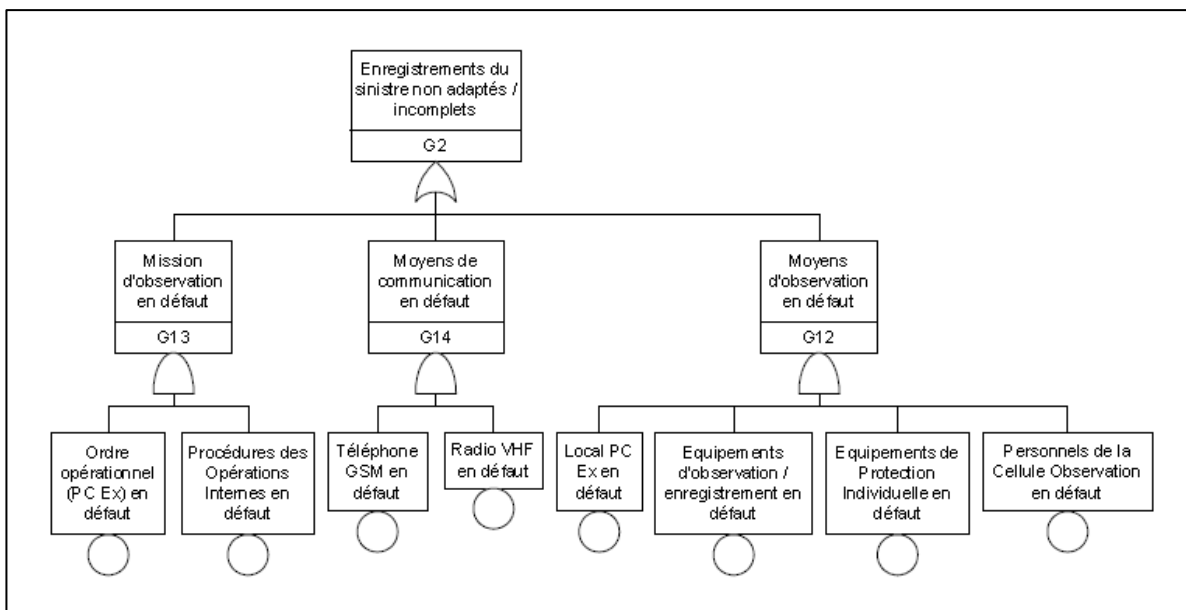 Enregistrements du
sinistre non adaptés /
incomplets
G2
Mission
d'observation
en défaut
G13
Moyens de
communication
en défaut
G14
Moyens
d'observation
en défaut
G12
Ordre
opérationnel
(PC Ex) en
défaut
Procédures des
Opérations
Internes en
défaut
Téléphone
GSM en
défaut
Radio VHF
en défaut
Local PC
Ex en
défaut
Equipements
d'observation /
enregistrement en
défaut
Equipements de
Protection
Individuelle en
défaut
Personnels de la
Cellule Observation
en défaut